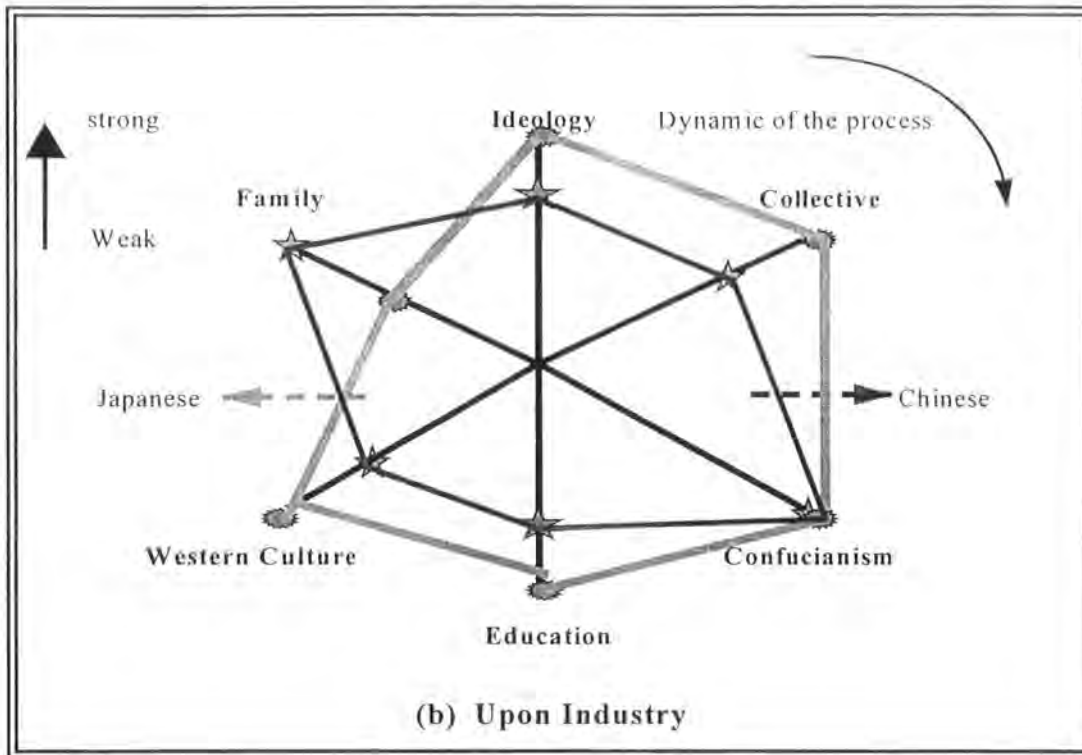 strong
Ideology
Dynamic of the process
Family
Collective
Weak
Japanese
Chinese
Western Culture
Confucianism
Education
(b) Upon Industry